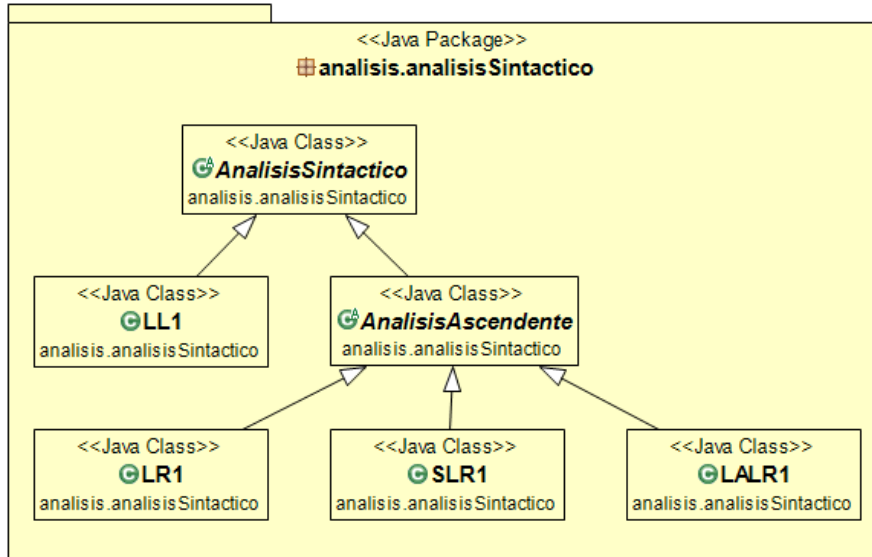 <<Java Package>>
analisis.analisisSintactico
<<Java Class>>
AnalisisSintactico
analisis.analisisSintactico
<<Java Class>>
LL1
analisis.analisisSintactico
<<Java Class>>
AnalisisAscendente
analisis.analisisSintactico
<<Java Class>>
LR1
analisis.analisisSintactico
<<Java Class>>
SLR1
analisis.analisisSintactico
<<Java Class>>
LALR1
analisis.analisisSintactico